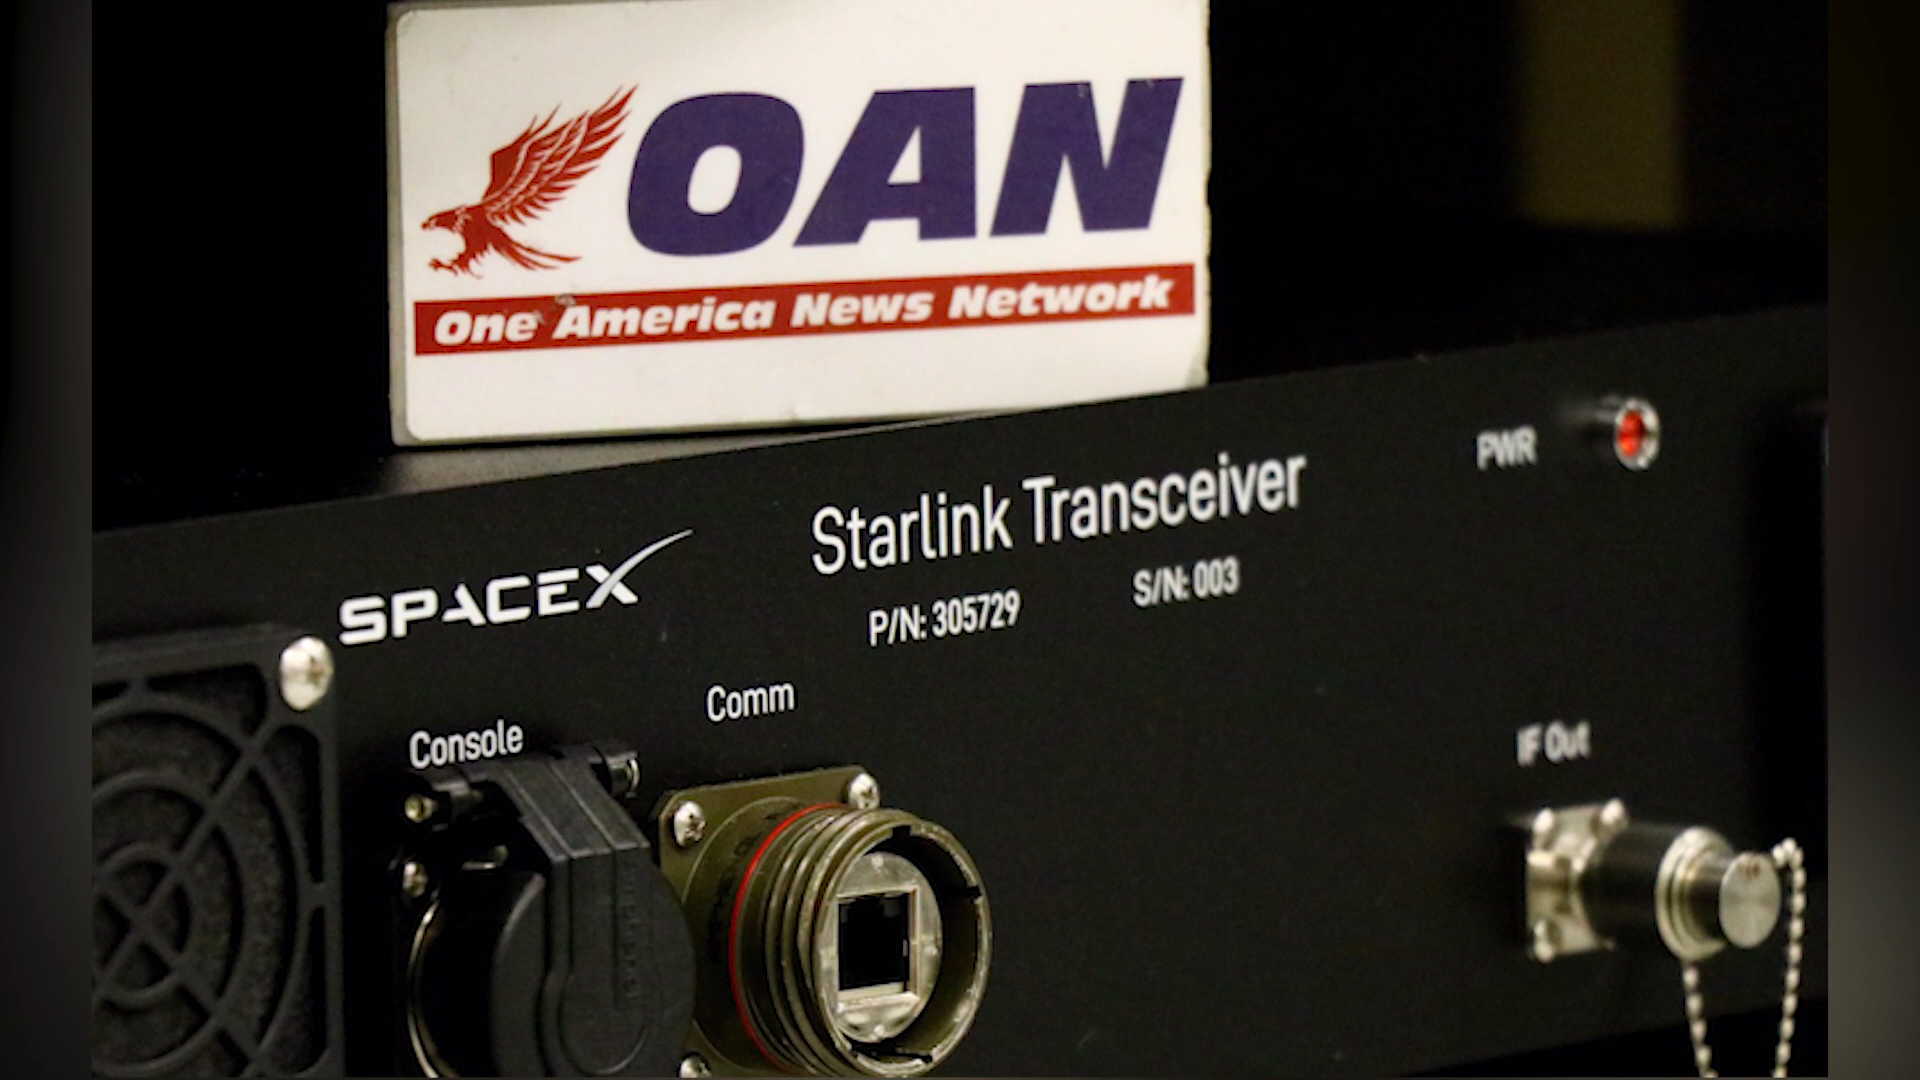 OAN
One America News Network
SPACEX
Starlink Transceiver
P/N: 305729
S/N: 003
PWR
Console
Comm
IF Out